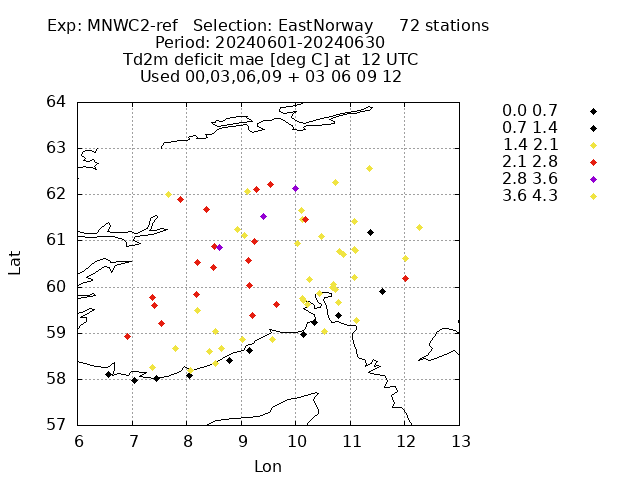 Exp: MNWC2-ref   Selection: EastNorway     72 stations
Period: 20240601-20240630
Td2m deficit mae [deg C] at  12 UTC
Used 00,03,06,09 + 03 06 09 12
64
63
62
61
60
59
58
57
Lat
6 7 8 9 10 11 12 13
Lon
0.0 0.7
0.7 1.4
1.4 2.1
2.1 2.8
2.8 3.6
3.6 4.3